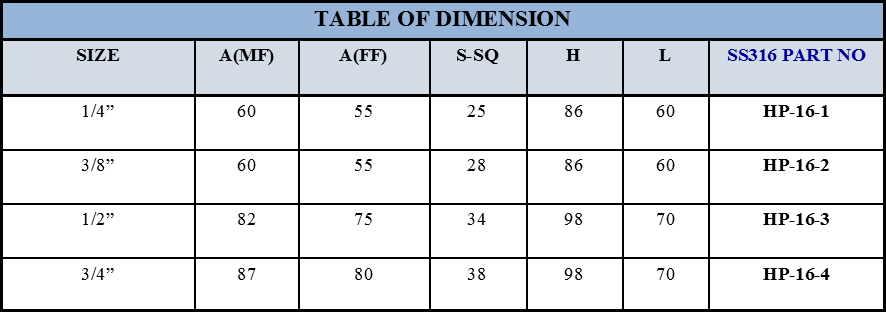 TABLE OF DIMENSION
SIZE A(MF) A(FF) S-SQ H L SS316 PART NO
1/4” 60 55 25 86 60 HP-16-1
3/8” 60 55 28 86 60 HP-16-2
1/2” 82 75 34 98 70 HP-16-3
3/4” 87 80 38 98 70 HP-16-4